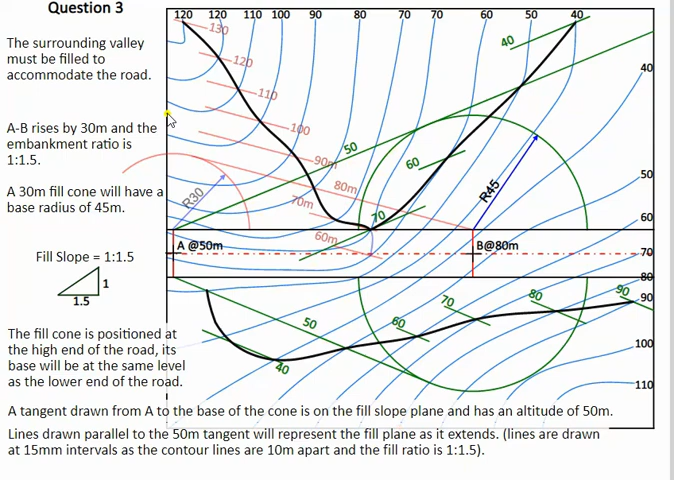 Question 3
The surrounding valley
must be filled to
accommodate the road.
A-B rises by 30m and the
embankment ratio is
1:1.5.
A 30m fill cone will have a
base radius of 45m.
Fill Slope = 1:1.5
1
1.5
The fill cone is positioned at
the high end of the road, its
base will be at the same level
as the lower end of the road.
120 120 110 100 90 80 70 70 60 50 40
130
120
110
100
90m
80m
70m
60m
40
50
60
70
R30
R45
A @50m
B@80m
40
50
60
70
80
90
100
110
50
40
60
70
80
90
A tangent drawn from A to the base of the cone is on the fill slope plane and has an altitude of 50m.
Lines drawn parallel to the 50m tangent will represent the fill plane as it extends. (lines are drawn
at 15mm intervals as the contour lines are 10m apart and the fill ratio is 1:1.5).